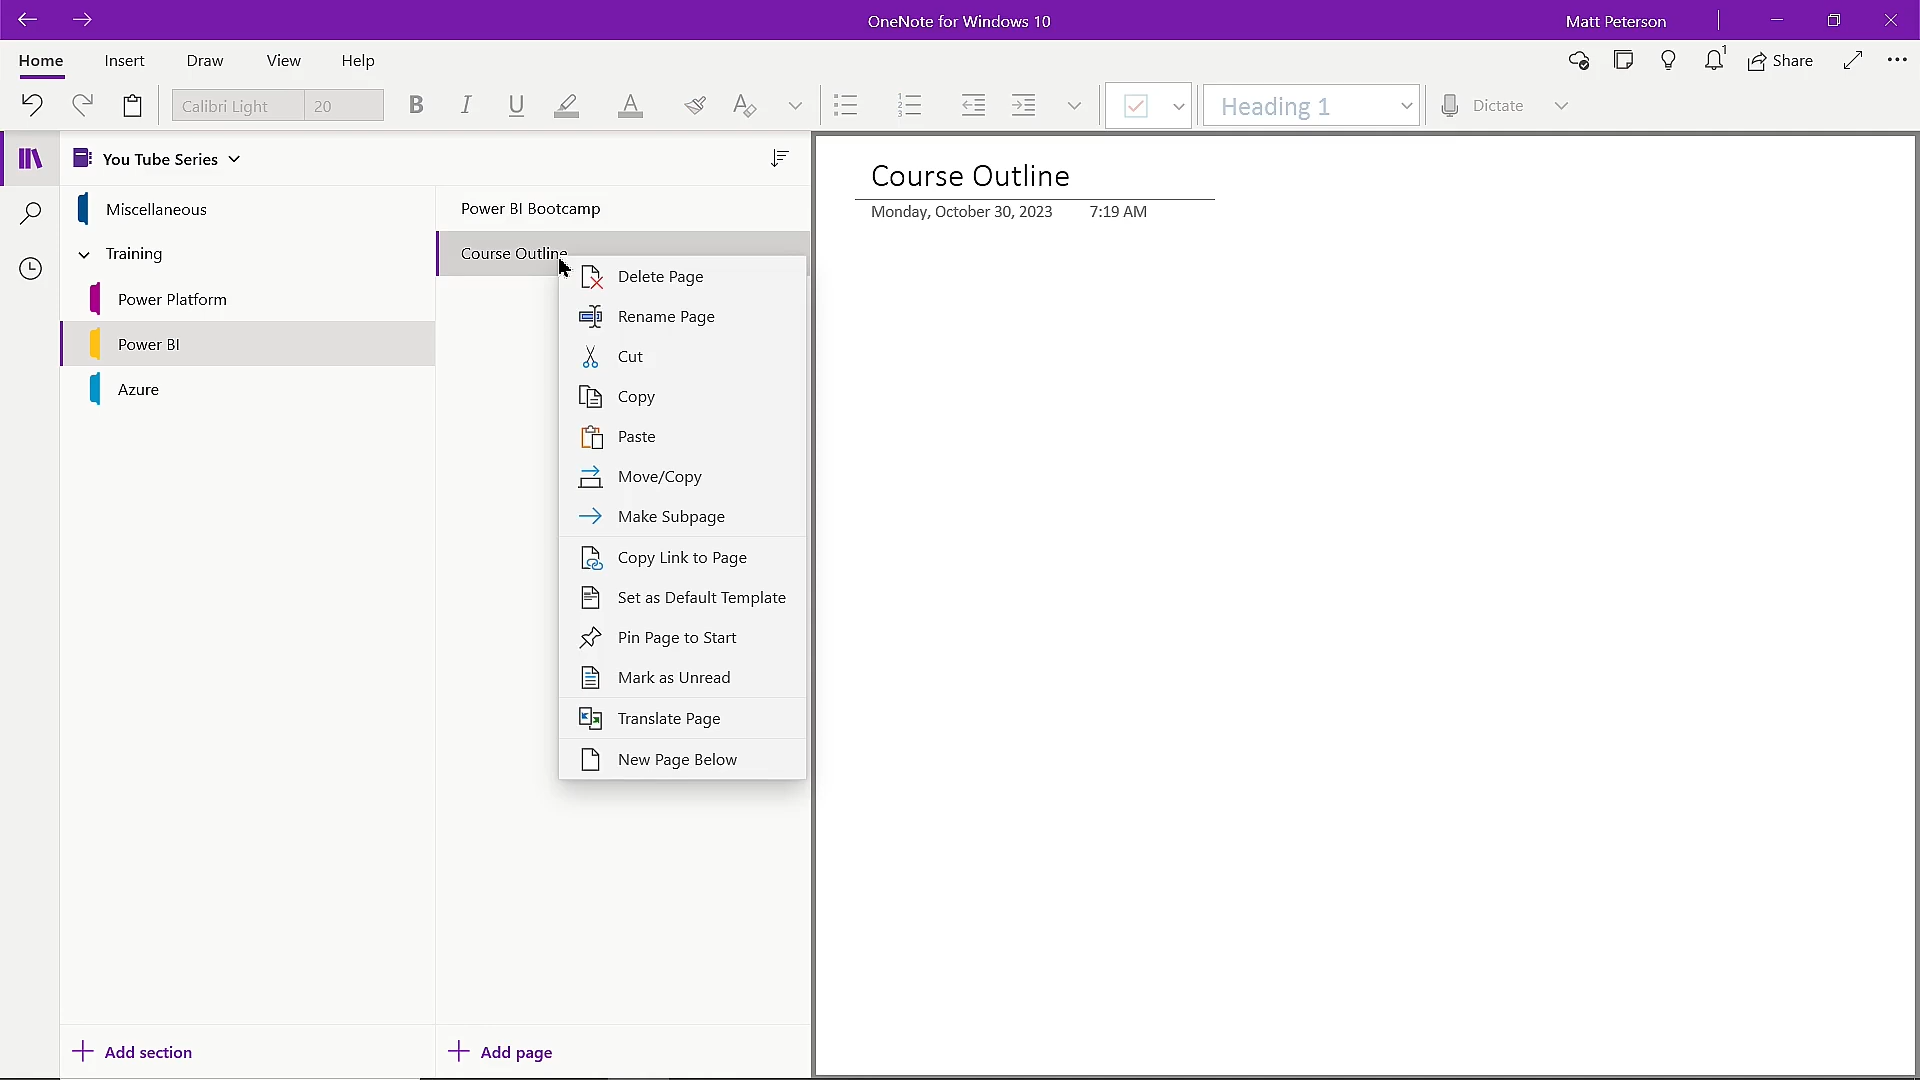 OneNote for Windows 10
Matt Peterson
Home Insert Draw View Help
1
Share
Calibri Light 20
B I U A A
Heading 1
Dictate
You Tube Series
Miscellaneous
Training
Power Platform
Power BI
Azure
Add section
Power BI Bootcamp
Course Outline
Add page
Delete Page
Rename Page
Cut
Copy
Paste
Move/Copy
Make Subpage
Copy Link to Page
Set as Default Template
Pin Page to Start
Mark as Unread
Translate Page
New Page Below
Course Outline
Monday, October 30, 2023 7:19 AM